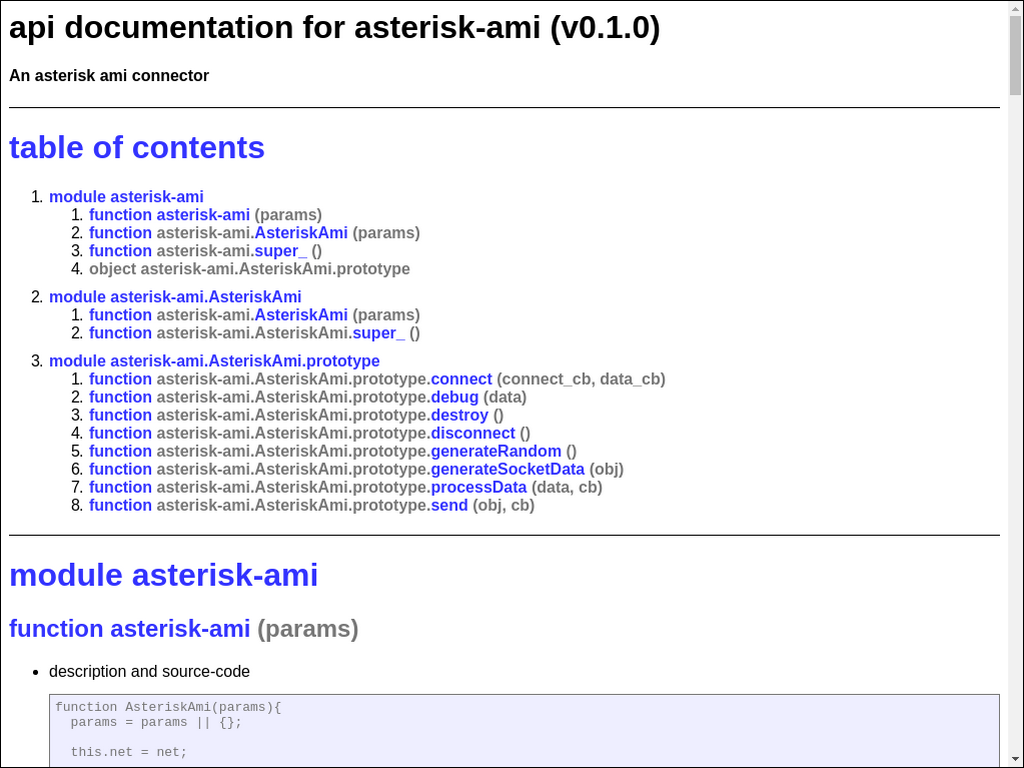 api documentation for asterisk-ami (v0.1.0)
An asterisk ami connector
table of contents
1. module asterisk-ami
1. function asterisk-ami (params)
2. function asterisk-ami.AsteriskAmi (params)
3. function asterisk-ami.super_ ()
4. object asterisk-ami.AsteriskAmi.prototype
2. module asterisk-ami.AsteriskAmi
1. function asterisk-ami.AsteriskAmi (params)
2. function asterisk-ami.AsteriskAmi.super_ ()
3. module asterisk-ami.AsteriskAmi.prototype
1. function asterisk-ami.AsteriskAmi.prototype.connect (connect_cb, data_cb)
2. function asterisk-ami.AsteriskAmi.prototype.debug (data)
3. function asterisk-ami.AsteriskAmi.prototype.destroy ()
4. function asterisk-ami.AsteriskAmi.prototype.disconnect ()
5. function asterisk-ami.AsteriskAmi.prototype.generateRandom ()
6. function asterisk-ami.AsteriskAmi.prototype.generateSocketData (obj)
7. function asterisk-ami.AsteriskAmi.prototype.processData (data, cb)
8. function asterisk-ami.AsteriskAmi.prototype.send (obj, cb)
module asterisk-ami
function asterisk-ami (params)
• description and source-code
function AsteriskAmi(params){
params = params || {};
this.net = net;